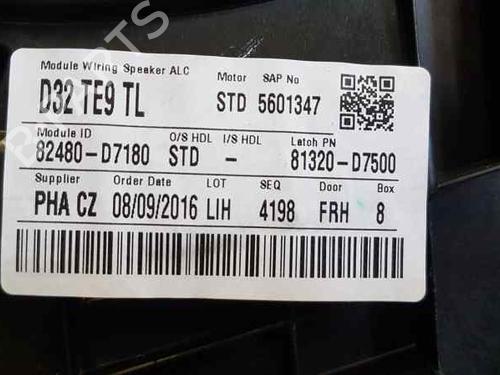 Module Wiring Speaker ALC Motor SAP No
D32 TE9 TL STD 5601347
Module ID O/S HDL I/S HDL Latch PN
82480-D7180 STD - 81320-D7500
Supplier Order Date LOT SEQ Door Box
PHA CZ 08/09/2016 LIH 4198 FRH 8